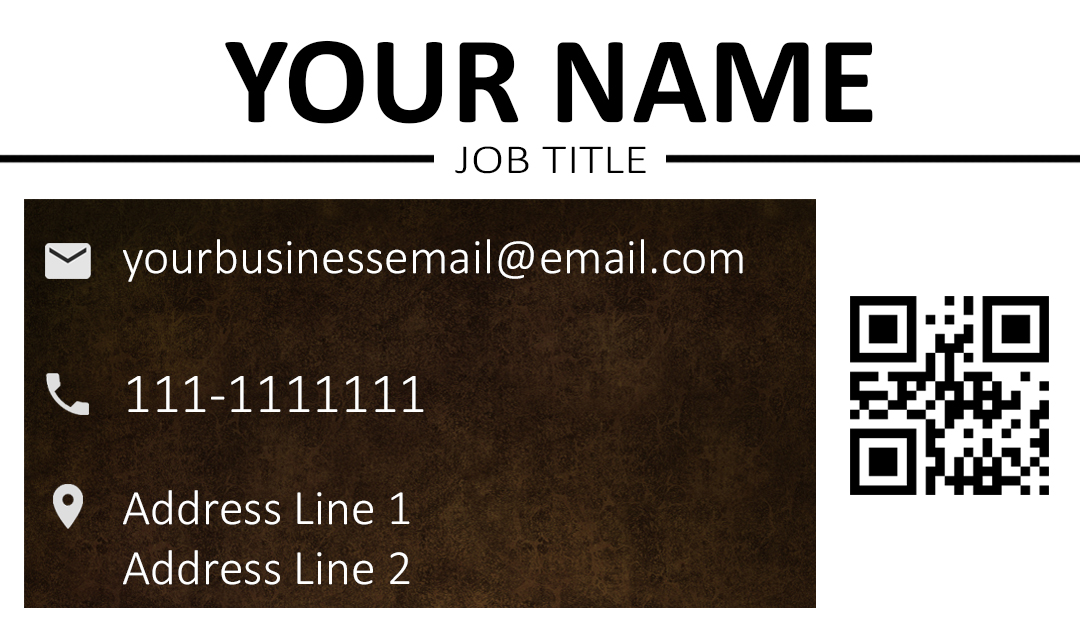 YOUR NAME
JOB TITLE
yourbusinessemail@email.com
111-1111111
Address Line 1
Address Line 2